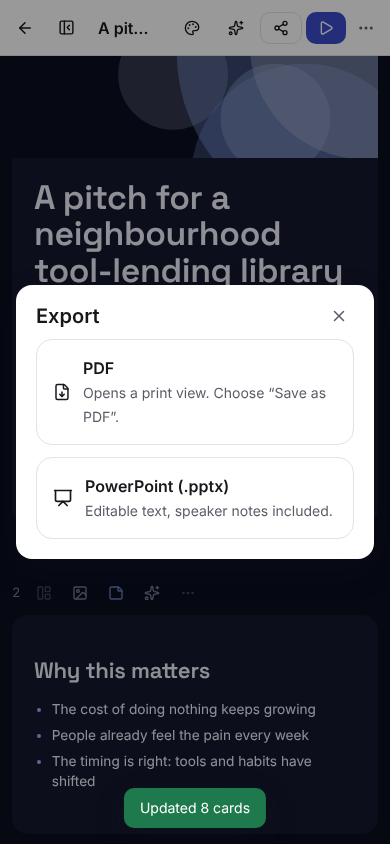 A pit...
A pitch for a
neighbourhood
tool-lending library
Export
PDF
Opens a print view. Choose “Save as
PDF”.
PowerPoint (.pptx)
Editable text, speaker notes included.
2
Why this matters
• The cost of doing nothing keeps growing
• People already feel the pain every week
• The timing is right: tools and habits have
shifted
Updated 8 cards